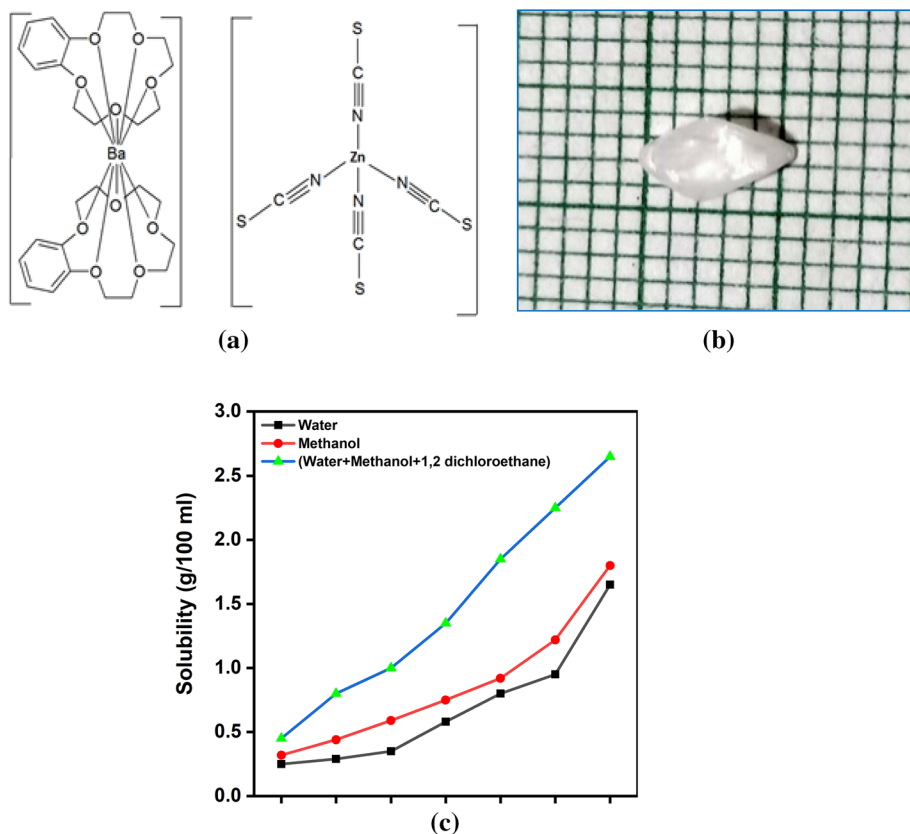 O O
O O
O
Ba
O
O O
O O
S
C
N
Zn
S C N
N C S
N
C
S
(a)
(b)
3.0
2.5
2.0
1.5
1.0
0.5
0.0
Solubility (g/100 ml)
Water
Methanol
(Water+Methanol+1,2 dichloroethane)
(c)